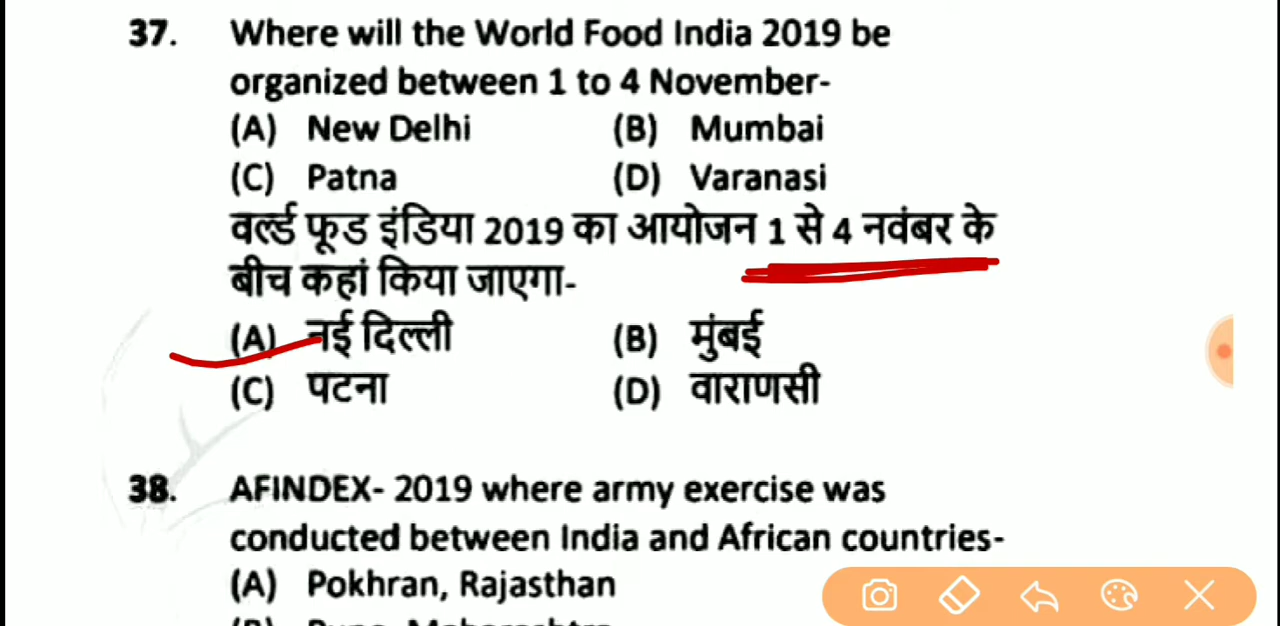 37. Where will the World Food India 2019 be
organized between 1 to 4 November-
(A) New Delhi (B) Mumbai
(C) Patna (D) Varanasi
वर्ल्ड फूड इंडिया 2019 का आयोजन 1 से 4 नवंबर के
बीच कहां किया जाएगा-
(A) नई दिल्ली (B) मुंबई
(C) पटना (D) वाराणसी
38. AFINDEX- 2019 where army exercise was
conducted between India and African countries-
(A) Pokhran, Rajasthan